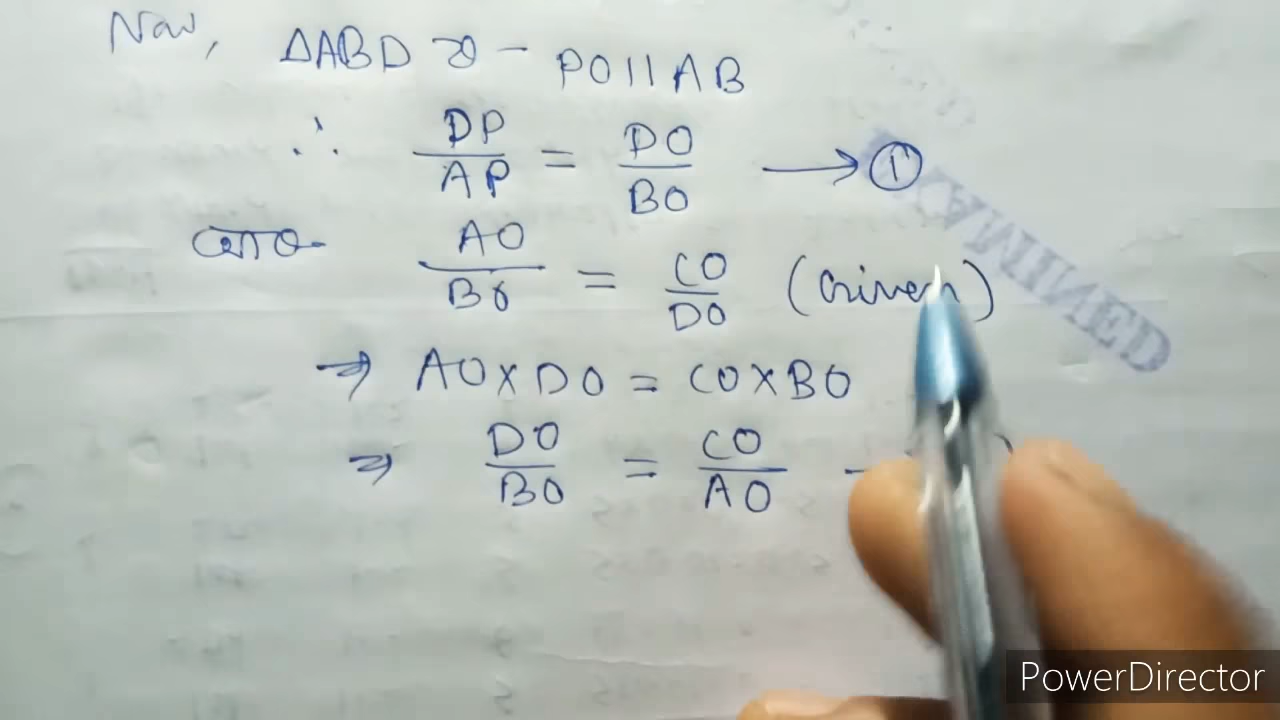 Now, ΔABD ত – PO || AB
∴ DP/AP = DO/BO → ①
AO/BO = CO/DO (Given)
⇒ AO × DO = CO × BO
⇒ DO/BO = CO/AO –
EXAMINED
PowerDirector